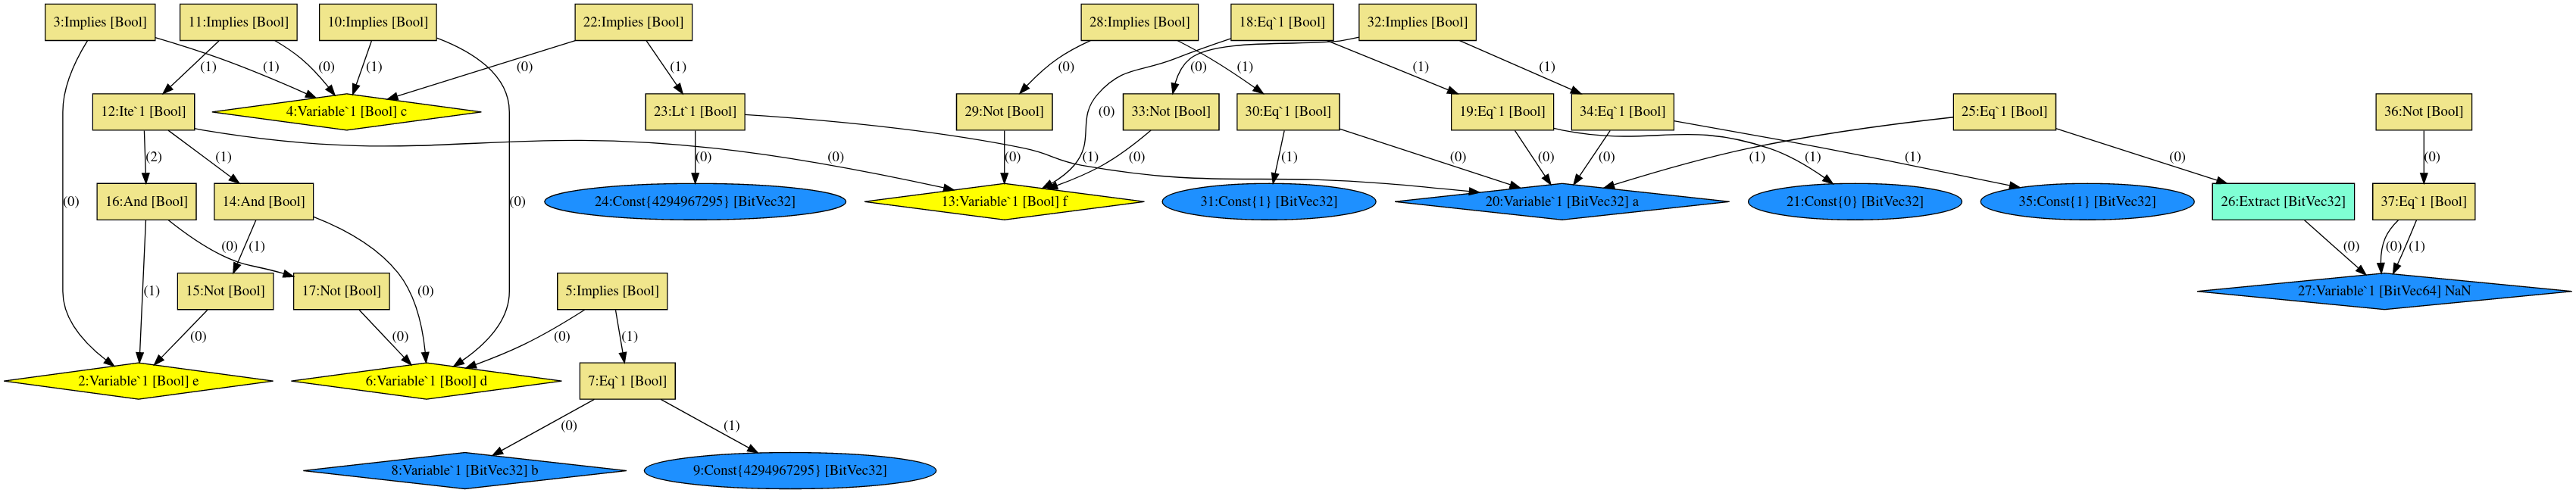 3:Implies [Bool]
11:Implies [Bool]
10:Implies [Bool]
22:Implies [Bool]
28:Implies [Bool]
18:Eq`1 [Bool]
32:Implies [Bool]
(1)
(1)
(0)
(1)
(0)
(1)
(0)
(1)
(1)
(0)
(1)
12:Ite`1 [Bool]
4:Variable`1 [Bool] c
23:Lt`1 [Bool]
29:Not [Bool]
(0)
33:Not [Bool]
30:Eq`1 [Bool]
19:Eq`1 [Bool]
34:Eq`1 [Bool]
25:Eq`1 [Bool]
36:Not [Bool]
(2)
(1)
(0)
(0)
(0)
(1)
(0)
(1)
(0)
(0)
(0)
(1)
(1)
(1)
(0)
(0)
(0)
(0)
16:And [Bool]
14:And [Bool]
24:Const{4294967295} [BitVec32]
13:Variable`1 [Bool] f
31:Const{1} [BitVec32]
20:Variable`1 [BitVec32] a
21:Const{0} [BitVec32]
35:Const{1} [BitVec32]
26:Extract [BitVec32]
37:Eq`1 [Bool]
(0)
(1)
(0)
(0)
(1)
(1)
15:Not [Bool]
17:Not [Bool]
(0)
5:Implies [Bool]
27:Variable`1 [BitVec64] NaN
(0)
(0)
(0)
(1)
2:Variable`1 [Bool] e
6:Variable`1 [Bool] d
7:Eq`1 [Bool]
(0)
(1)
8:Variable`1 [BitVec32] b
9:Const{4294967295} [BitVec32]